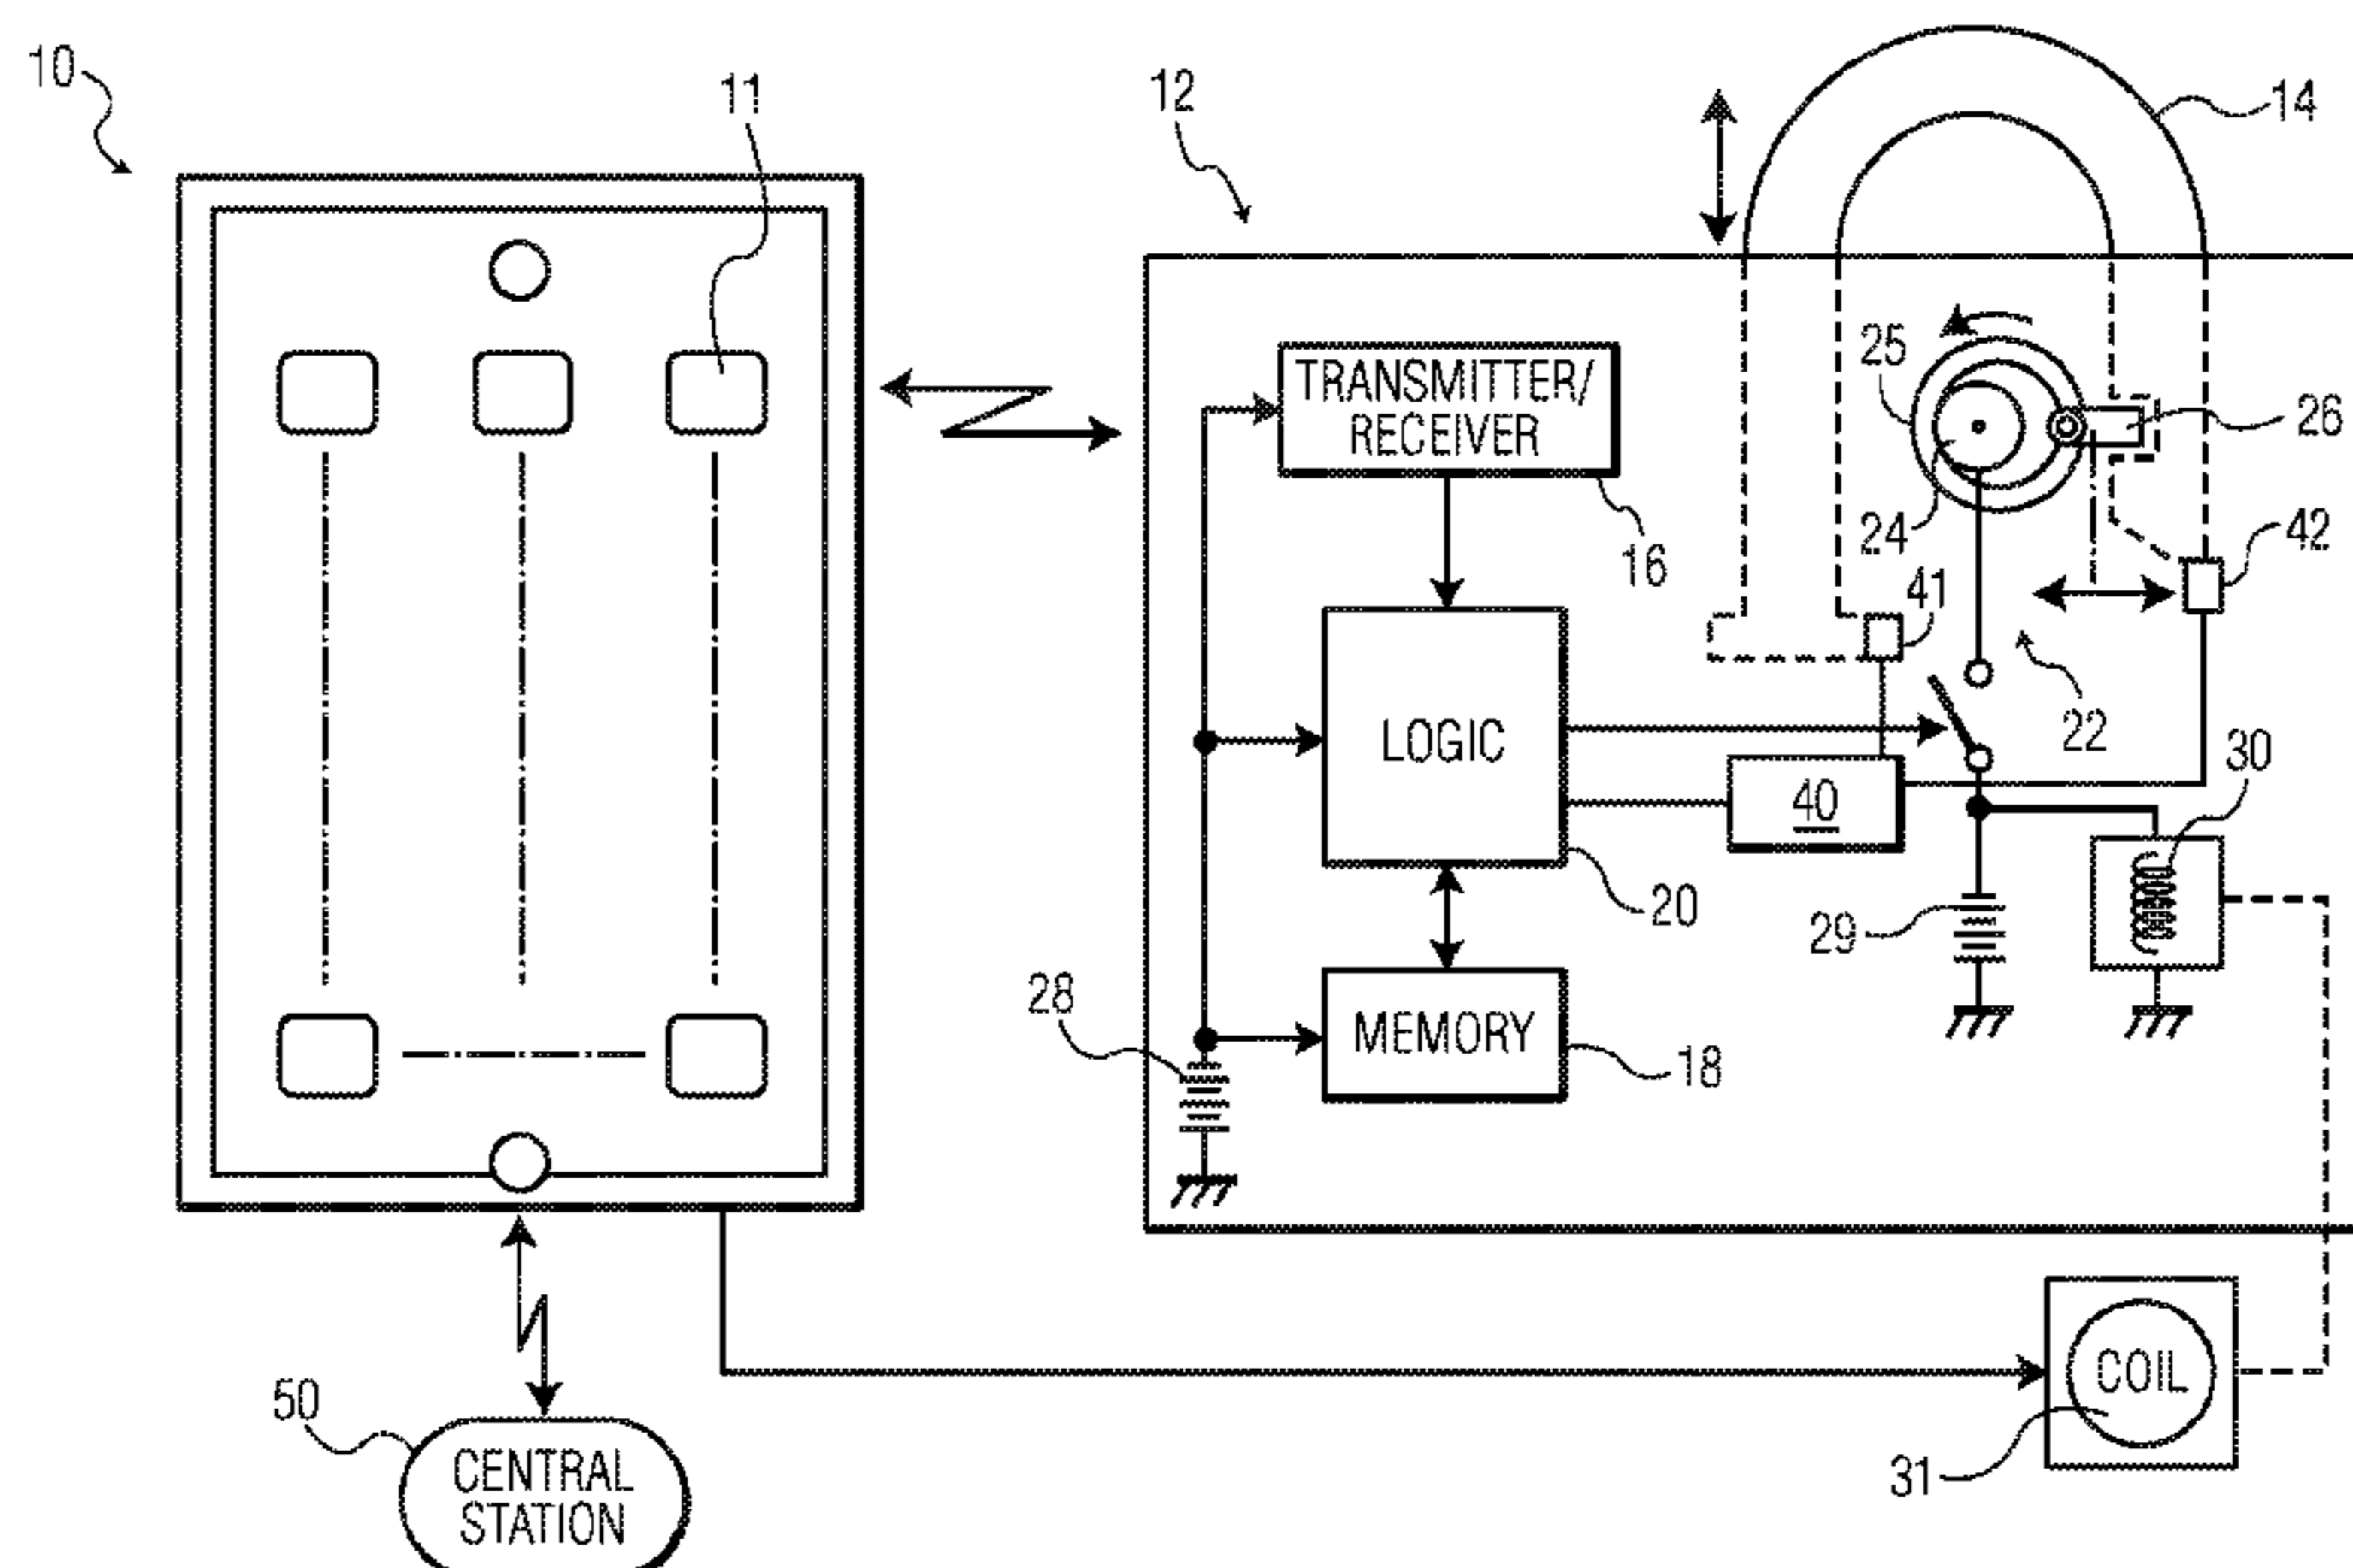 10
11
12
14
TRANSMITTER/
RECEIVER
25
26
24
16
42
41
LOGIC
22
30
40
20
29
28
MEMORY
18
50
CENTRAL
STATION
COIL
31